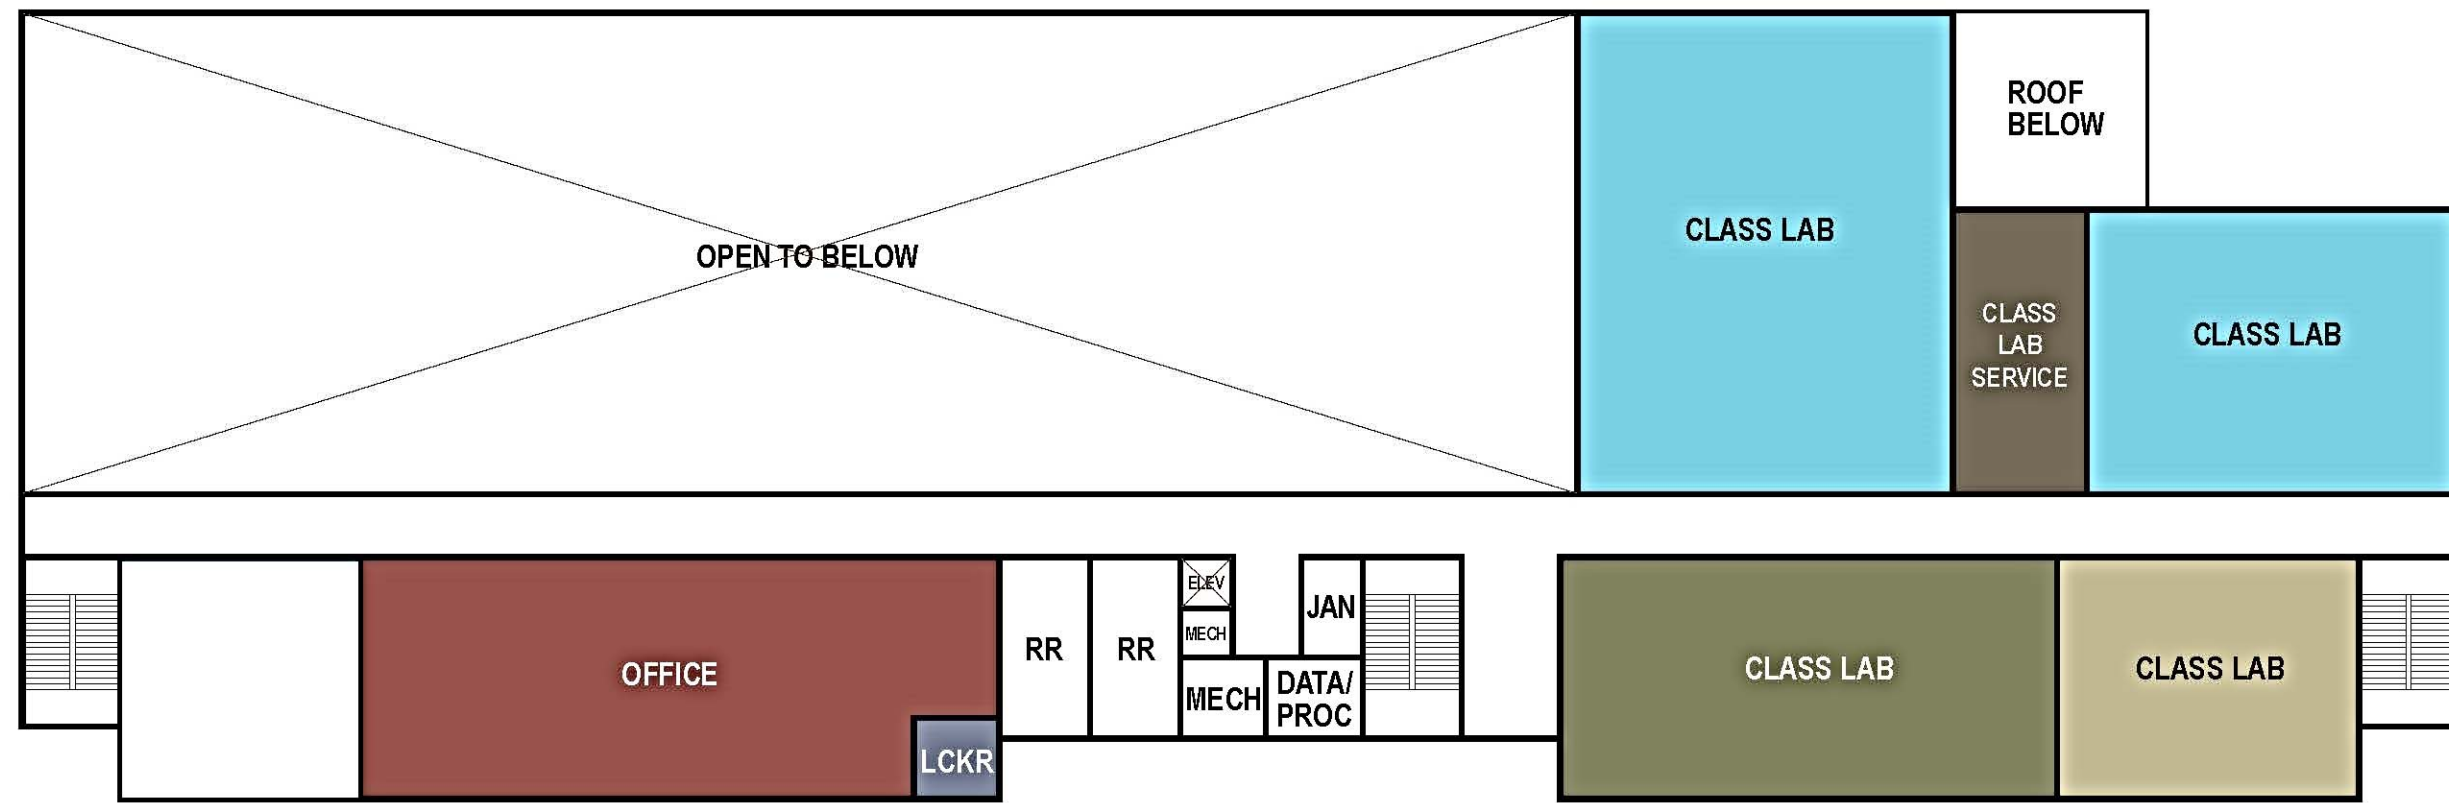 ROOF
BELOW
CLASS LAB
OPEN TO BELOW
CLASS
LAB
SERVICE
CLASS LAB
ELEV
JAN
MECH
RR
RR
OFFICE
CLASS LAB
CLASS LAB
MECH
DATA/
PROC
LCKR